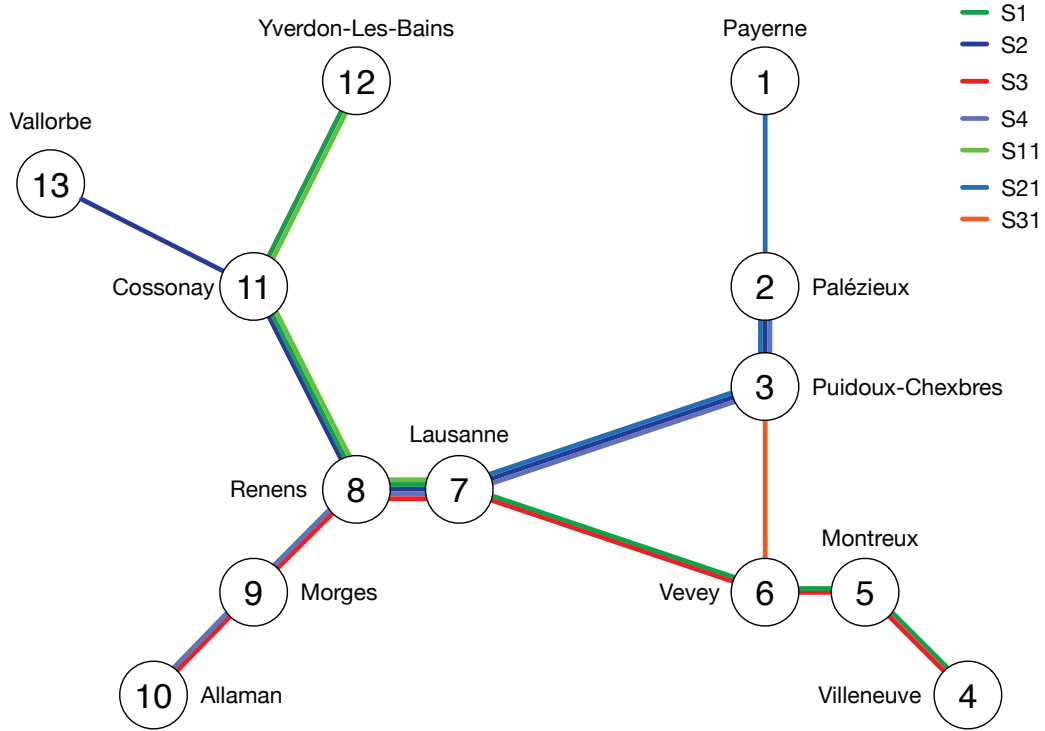 S1
Yverdon-Les-Bains
Payerne
S2
12
1
S3
Vallorbe
S4
S11
13
S21
S31
Cossonay
11
2
Palézieux
3
Puidoux-Chexbres
Lausanne
Renens
8
7
Montreux
9
Morges
Vevey
6
5
10
Allaman
Villeneuve
4